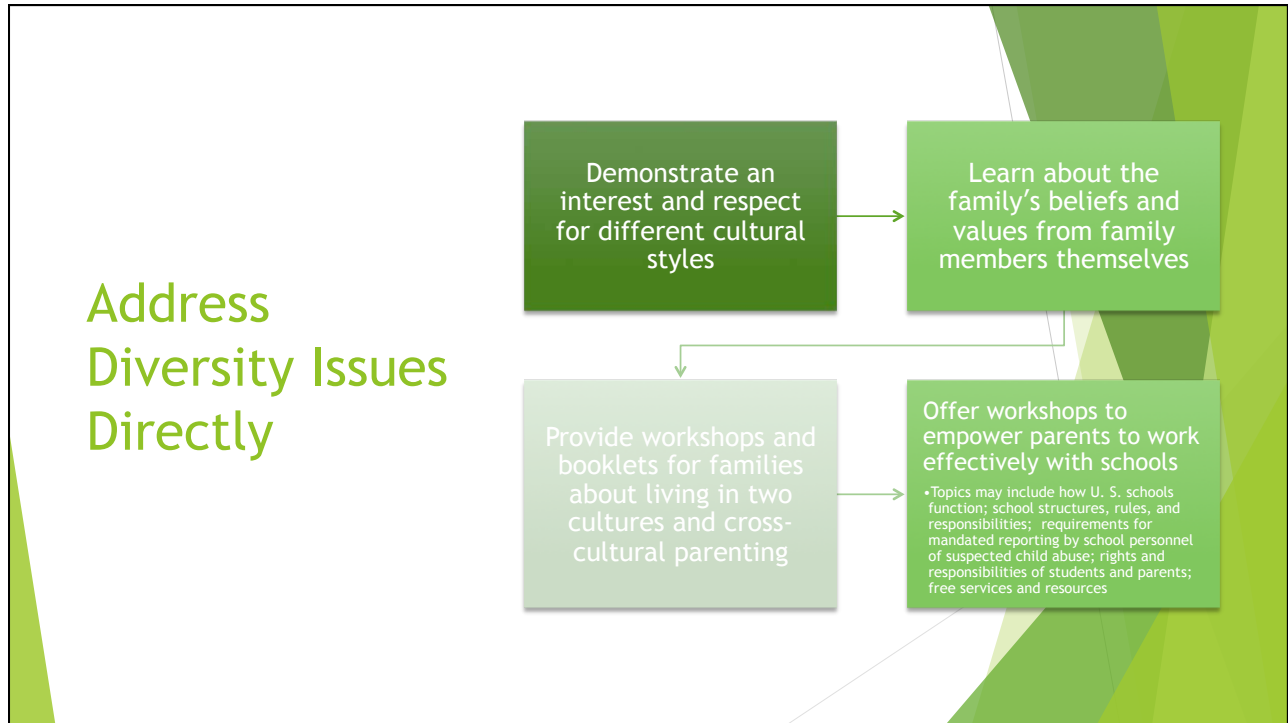 Address
Diversity Issues
Directly
Demonstrate an
interest and respect
for different cultural
styles
Learn about the
family’s beliefs and
values from family
members themselves
Provide workshops and
booklets for families
about living in two
cultures and cross-
cultural parenting
Offer workshops to
empower parents to work
effectively with schools
•Topics may include how U. S. schools
function; school structures, rules, and
responsibilities; requirements for
mandated reporting by school personnel
of suspected child abuse; rights and
responsibilities of students and parents;
free services and resources